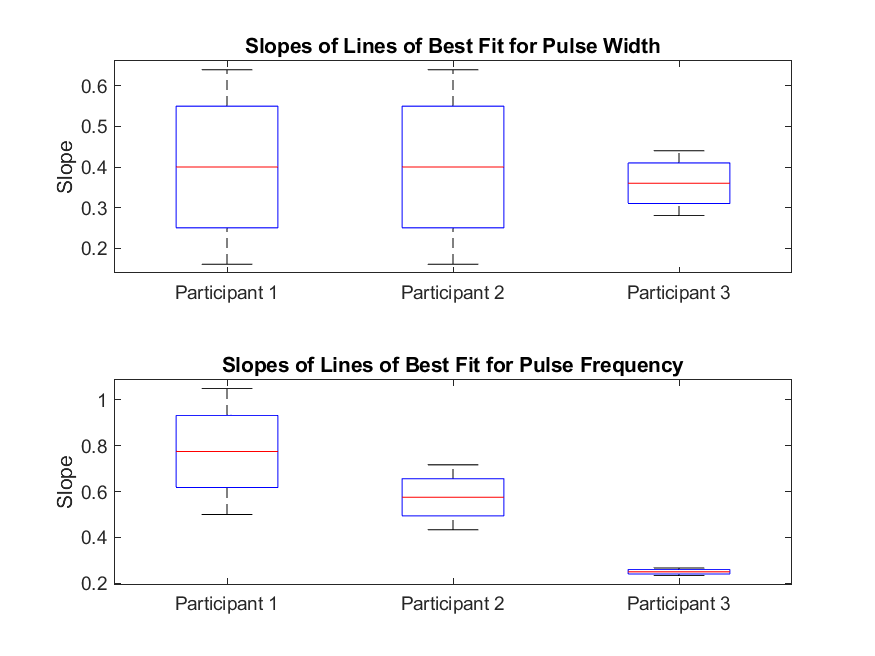 Slopes of Lines of Best Fit for Pulse Width
0.6
0.5
0.4
0.3
0.2
Slope
Participant 1 Participant 2 Participant 3
Slopes of Lines of Best Fit for Pulse Frequency
1
0.8
0.6
0.4
0.2
Slope
Participant 1 Participant 2 Participant 3